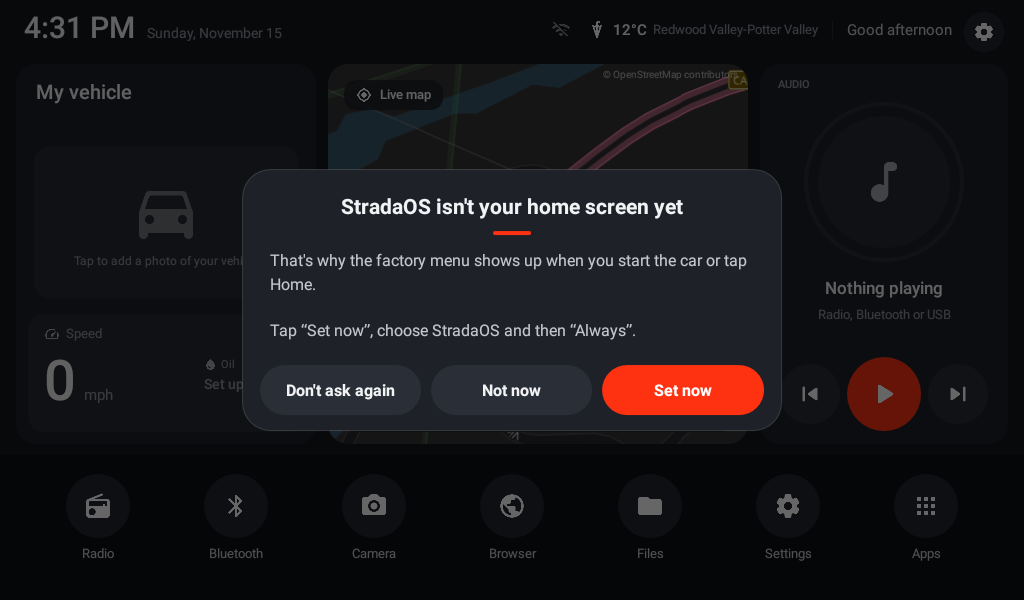 4:31 PM
Sunday, November 15
12°C
Redwood Valley-Potter Valley
Good afternoon
My vehicle
Tap to add a photo of your vehi
Speed
0 mph
Oil
Set up
Live map
© OpenStreetMap contributors
CA
AUDIO
Nothing playing
Radio, Bluetooth or USB
StradaOS isn't your home screen yet
That's why the factory menu shows up when you start the car or tap
Home.
Tap “Set now”, choose StradaOS and then “Always”.
Don't ask again
Not now
Set now
Radio
Bluetooth
Camera
Browser
Files
Settings
Apps